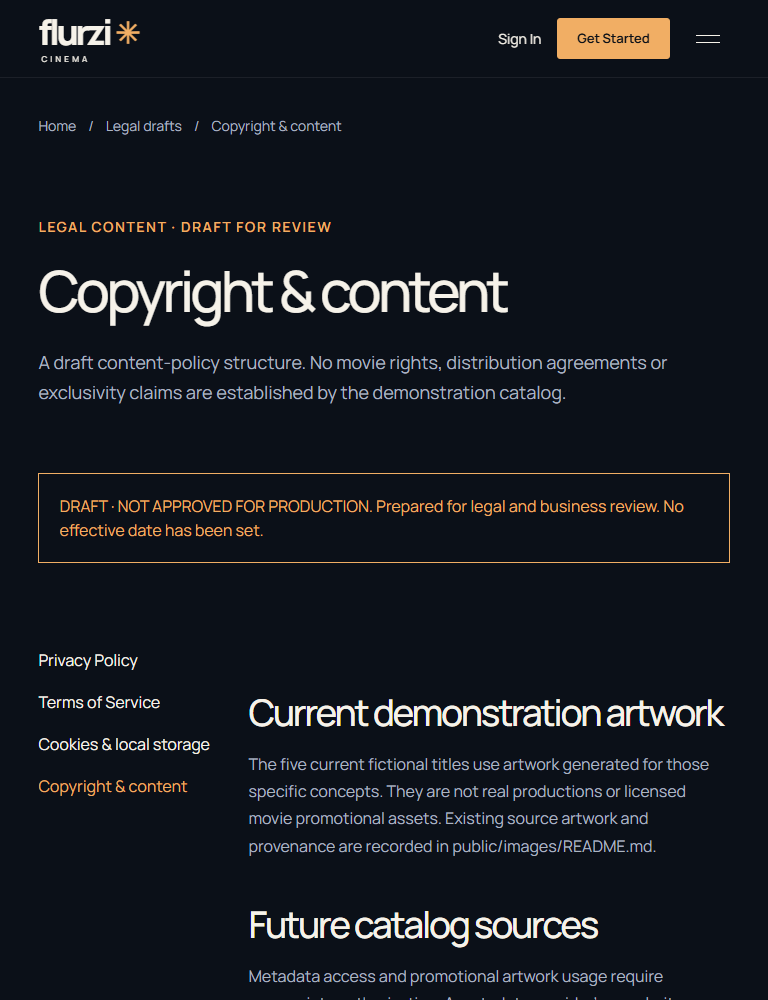 flurzi
CINEMA
Sign In
Get Started
Home / Legal drafts / Copyright & content
LEGAL CONTENT · DRAFT FOR REVIEW
Copyright & content
A draft content-policy structure. No movie rights, distribution agreements or
exclusivity claims are established by the demonstration catalog.
DRAFT · NOT APPROVED FOR PRODUCTION. Prepared for legal and business review. No
effective date has been set.
Privacy Policy
Terms of Service
Cookies & local storage
Copyright & content
Current demonstration artwork
The five current fictional titles use artwork generated for those
specific concepts. They are not real productions or licensed
movie promotional assets. Existing source artwork and
provenance are recorded in public/images/README.md.
Future catalog sources
Metadata access and promotional artwork usage require